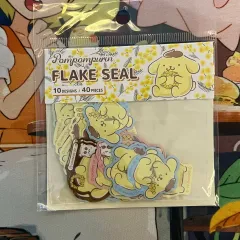 Pompompurin
FLAKE SEAL
10 DESIGNS / 40 PIECES